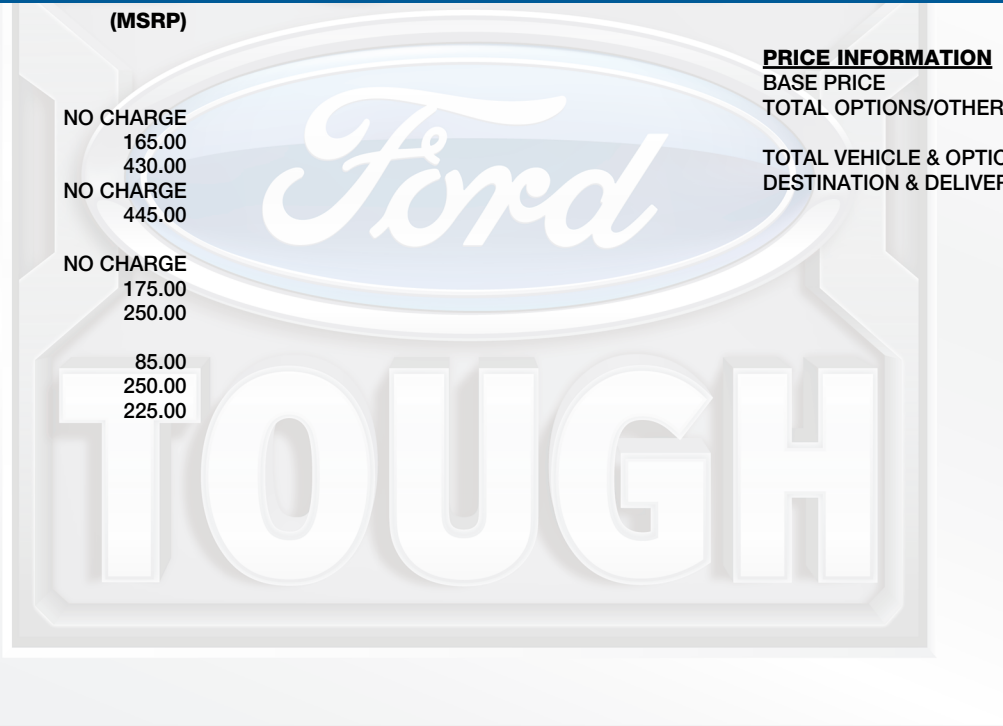 (MSRP)
NO CHARGE
165.00
430.00
NO CHARGE
445.00
NO CHARGE
175.00
250.00
85.00
250.00
225.00
PRICE INFORMATION
BASE PRICE
TOTAL OPTIONS/OTHER
TOTAL VEHICLE & OPTIO
DESTINATION & DELIVER
Ford
TOUGH